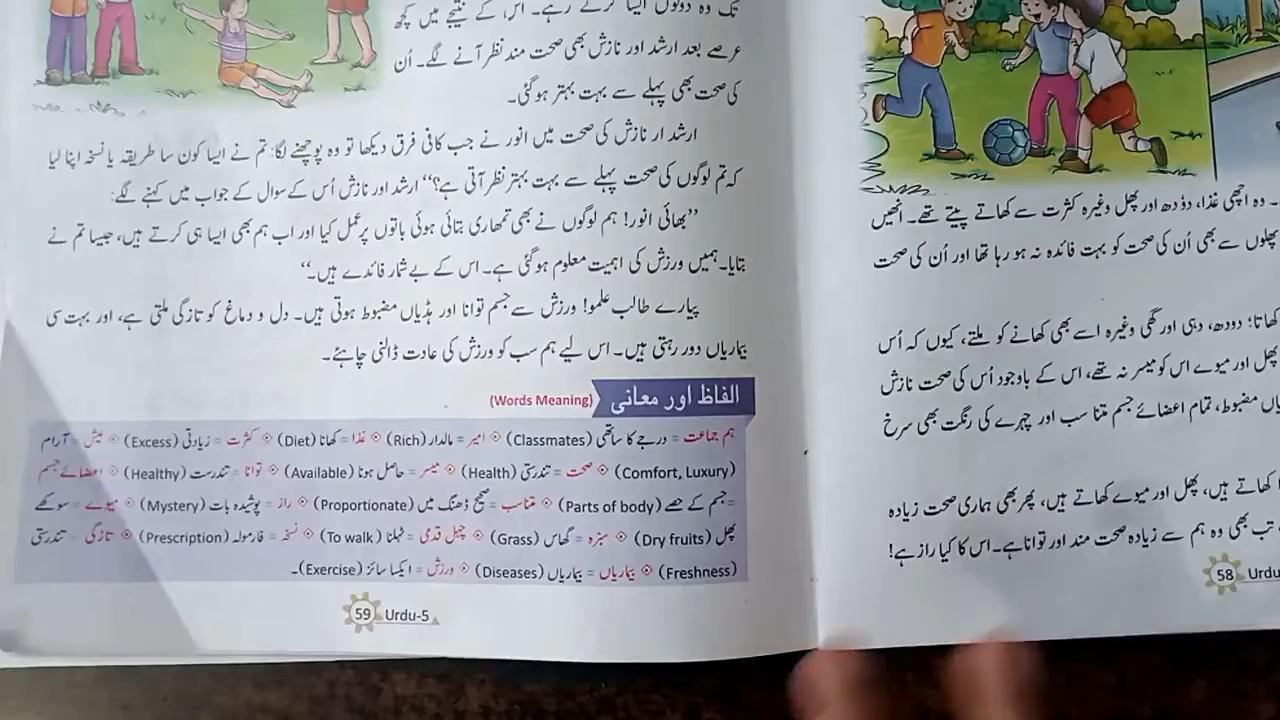 ۔ وہ اچھی غذا، دوٗدھ اور پھل وغیرہ کثرت سے کھاتے پیتے تھے۔ انھیں
پھلوں سے بھی اُن کی صحت کو بہت فائدہ نہ ہو رہا تھا اور اُن کی صحت
کھاتا؛ دودھ، دہی اور گھی وغیرہ اسے بھی کھانے کو ملتے، کیوں کہ اُس
پھل اور میوے اس کو میسر نہ تھے، اس کے باوجود اُس کی صحت نازش
ں مضبوط، تمام اعضائے جسم متنا سب اور چہرے کی رنگت بھی سرخ
کھاتے ہیں، پھل اور میوے کھاتے ہیں، پھر بھی ہماری صحت زیادہ
تب بھی وہ ہم سے زیادہ صحت مند اور توانا ہے۔ اس کا کیا راز ہے!
58 Urdu
تک وہ دونوں ایسا کرتے رہے۔ اس کے نتیجے میں کچھ
عرصے بعد ارشد اور نازش بھی صحت مند نظر آنے لگے۔ اُن
کی صحت بھی پہلے سے بہت بہتر ہوگئی۔
ارشد ار نازش کی صحت میں انور نے جب کافی فرق دیکھا تو وہ پوچھنے لگا: تم نے ایسا کون سا طریقہ یا نسخہ اپنا لیا
کہ تم لوگوں کی صحت پہلے سے بہت بہتر نظر آتی ہے؟“ ارشد اور نازش اُس کے سوال کے جواب میں کہنے لگے:
”بھائی انور! ہم لوگوں نے بھی تمھاری بتائی ہوئی باتوں پر عمل کیا اور اب ہم بھی ایسا ہی کرتے ہیں، جیسا تم نے
بتایا۔ ہمیں ورزش کی اہمیت معلوم ہوگئی ہے۔ اس کے بے شمار فائدے ہیں۔“
پیارے طالب علمو! ورزش سے جسم توانا اور ہڈیاں مضبوط ہوتی ہیں۔ دل و دماغ کو تازگی ملتی ہے، اور بہت سی
بیماریاں دور رہتی ہیں۔ اس لیے ہم سب کو ورزش کی عادت ڈالنی چاہئے۔
الفاظ اور معانی (Words Meaning)
ہم جماعت = درجے کا ساتھی (Classmates) ◈ امیر = مالدار (Rich) ◈ غذا = کھانا (Diet) ◈ کثرت = زیادتی (Excess) ◈ عیش = آرام
(Comfort, Luxury) ◈ صحت = تندرستی (Health) ◈ میسر = حاصل ہونا (Available) ◈ توانا = تندرست (Healthy) ◈ اعضائے جسم
=جسم کے حصے (Parts of body) ◈ متناسب =صحیح ڈھنگ میں (Proportionate) ◈ راز = پوشیدہ بات (Mystery) ◈ میوے = سوکھے
پھل (Dry fruits) ◈ سبزہ = گھاس (Grass) ◈ چہل قدمی = ٹہلنا (To walk) ◈ نسخہ = فارمولہ (Prescription) ◈ تازگی = تندرستی
(Freshness) ◈ بیماریاں = بیماریاں (Diseases) ◈ ورزش = ایکسا سائز (Exercise)۔
59 Urdu-5